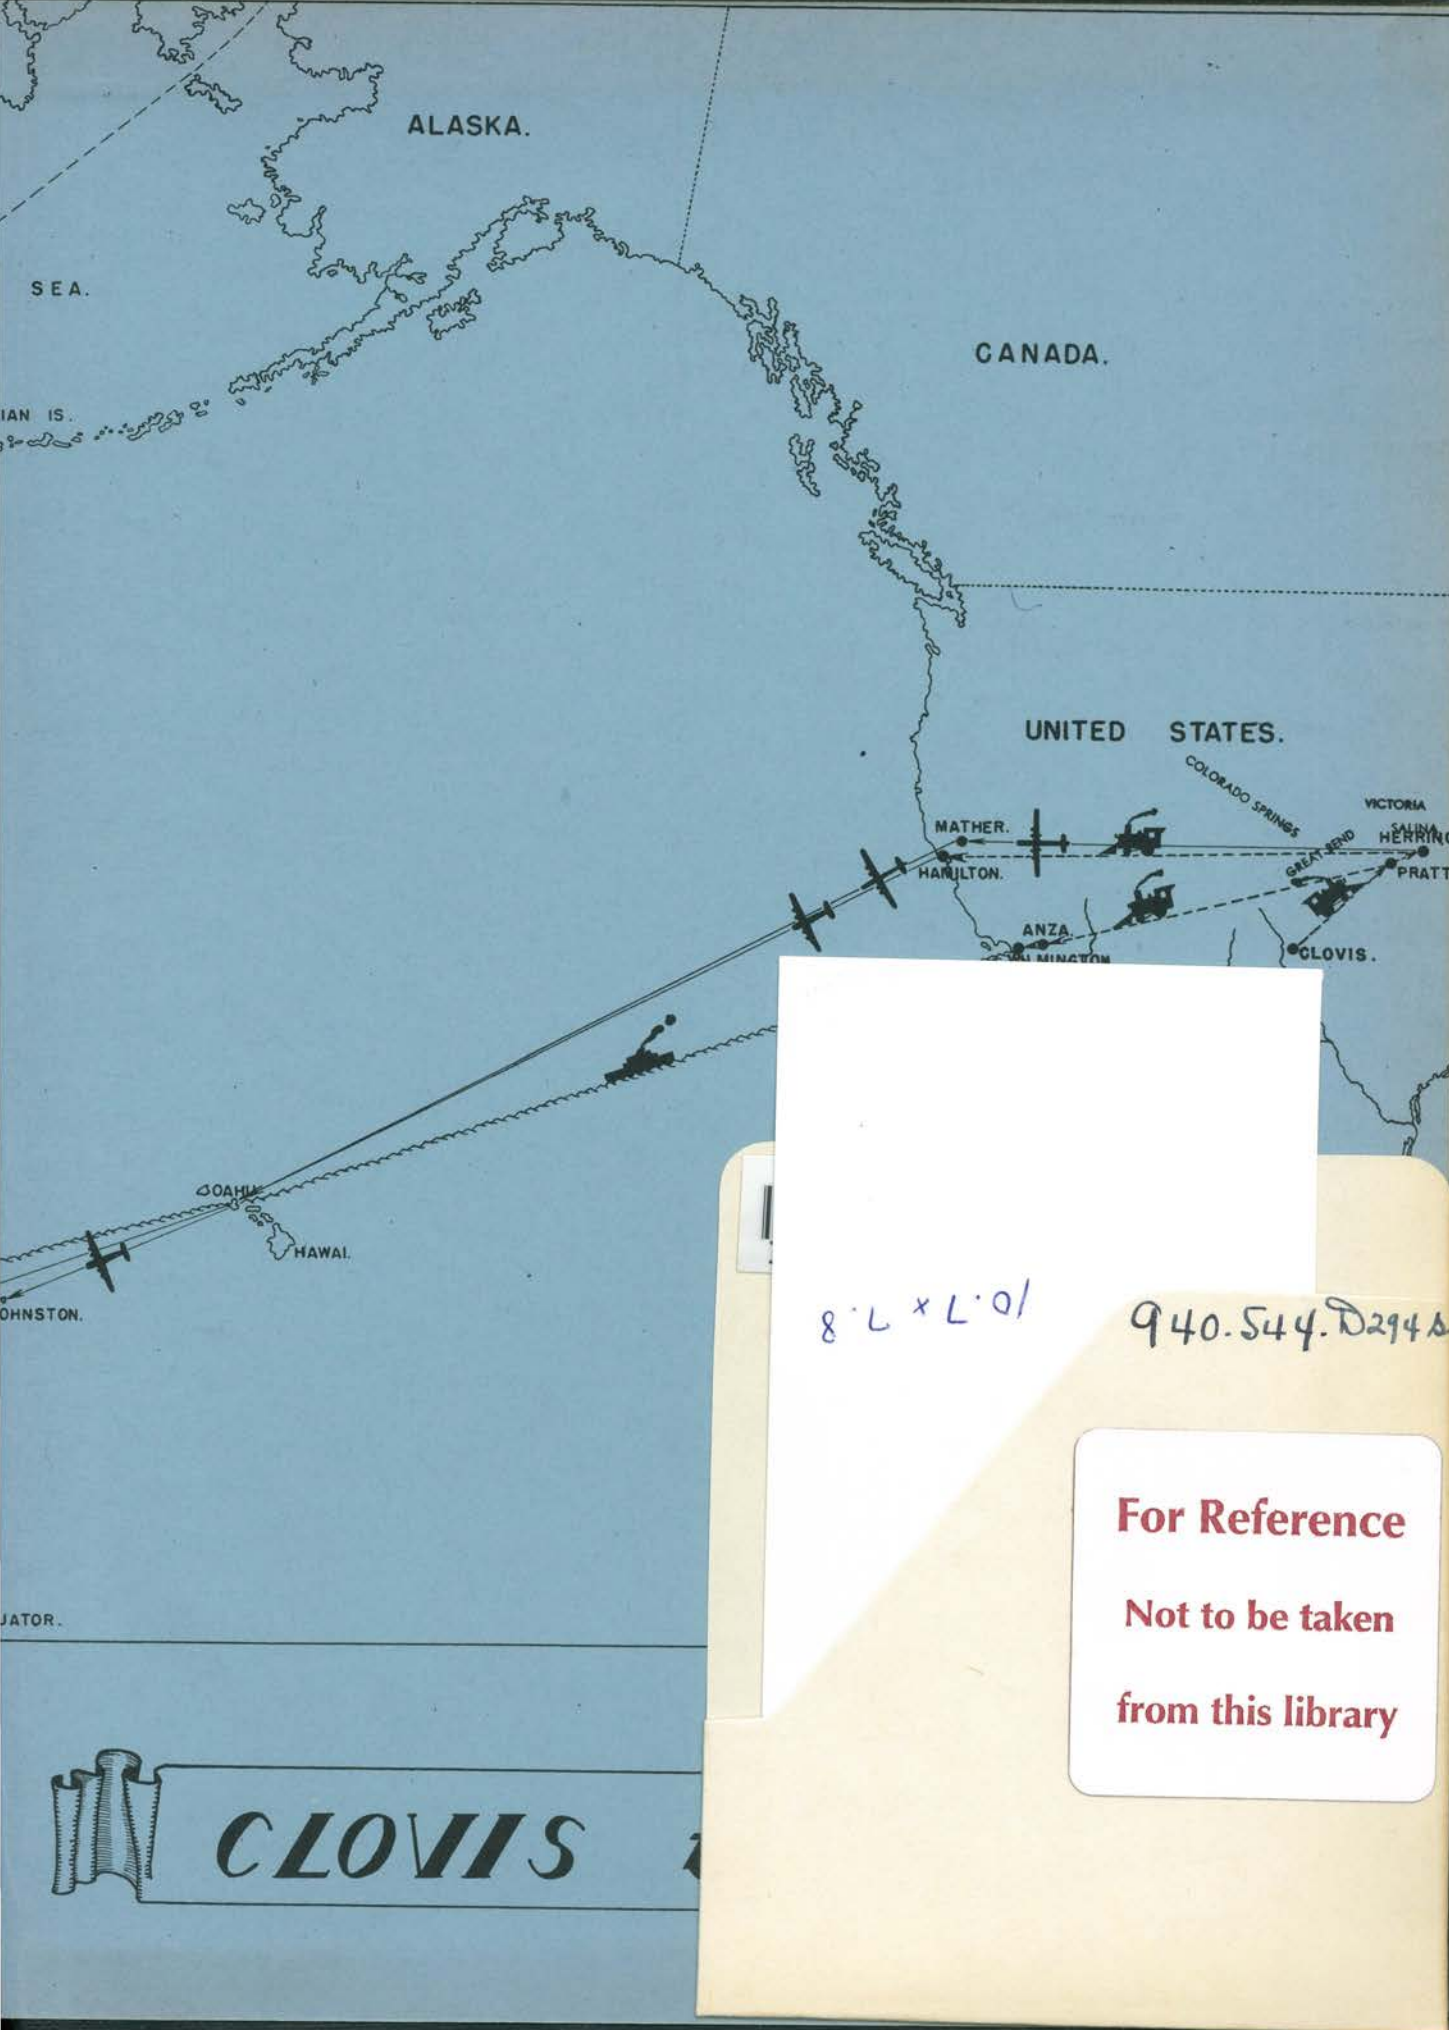 ALASKA.
SEA.
CANADA.
IAN IS.
UNITED STATES.
COLORADO SPRINGS
VICTORIA
SALINA
MATHER.
GREAT BEND
HERRING
HAMILTON.
PRATT
ANZA.
CLOVIS.
OAHU
HAWAI.
OHNSTON.
10.7 x 7.8
940.544.D294s
For Reference
Not to be taken
from this library
UATOR.
CLOVIS